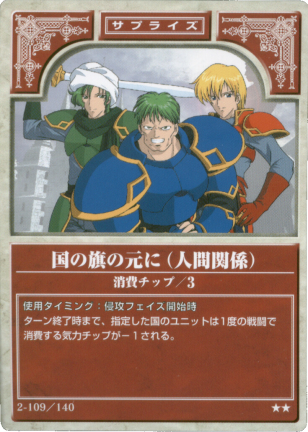 サプライズ
国の旗の元に（人間関係）
消費チップ／3
使用タイミング：侵攻フェイズ開始時
ターン終了時まで、指定した国のユニットは1度の戦闘で
消費する気力チップが－1される。
2-109／140
★★